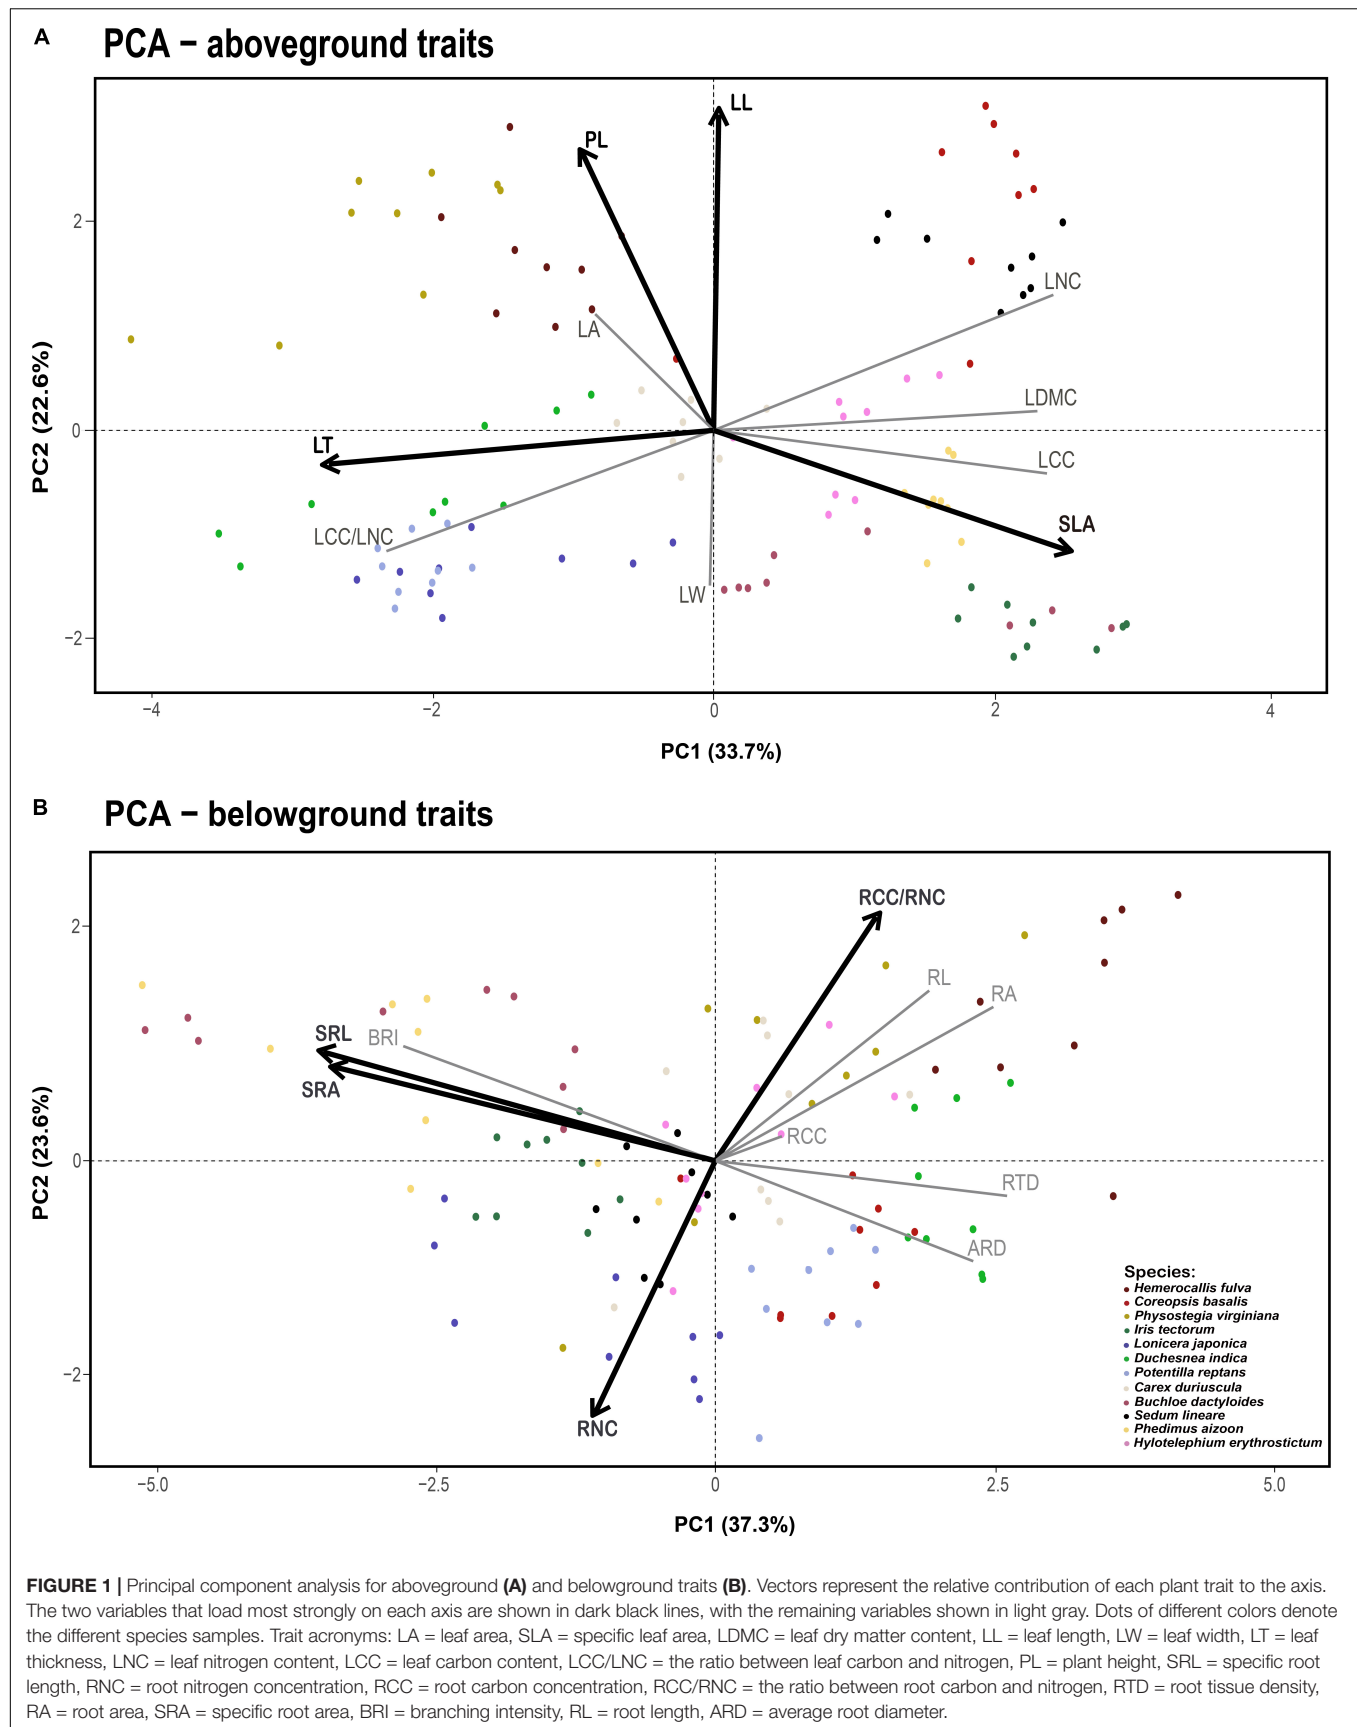 A
PCA − aboveground traits
LL
PL
2
LNC
LA
LDMC
PC2 (22.6%)
0
LT
LCC
SLA
LCC/LNC
LW
−2
−4
−2
0
2
4
PC1 (33.7%)
B
PCA − belowground traits
RCC/RNC
2
RL
RA
SRL
BRI
SRA
RCC
PC2 (23.6%)
0
RTD
ARD
Species:
Hemerocallis fulva
Coreopsis basalis
Physostegia virginiana
Iris tectorum
Lonicera japonica
Duchesnea indica
−2
Potentilla reptans
Carex duriuscula
Buchloe dactyloides
Sedum lineare
RNC
Phedimus aizoon
Hylotelephium erythrostictum
−5.0
−2.5
0
2.5
5.0
PC1 (37.3%)
FIGURE 1 | Principal component analysis for aboveground (A) and belowground traits (B). Vectors represent the relative contribution of each plant trait to the axis.
The two variables that load most strongly on each axis are shown in dark black lines, with the remaining variables shown in light gray. Dots of different colors denote
the different species samples. Trait acronyms: LA = leaf area, SLA = specific leaf area, LDMC = leaf dry matter content, LL = leaf length, LW = leaf width, LT = leaf
thickness, LNC = leaf nitrogen content, LCC = leaf carbon content, LCC/LNC = the ratio between leaf carbon and nitrogen, PL = plant height, SRL = specific root
length, RNC = root nitrogen concentration, RCC = root carbon concentration, RCC/RNC = the ratio between root carbon and nitrogen, RTD = root tissue density,
RA = root area, SRA = specific root area, BRI = branching intensity, RL = root length, ARD = average root diameter.